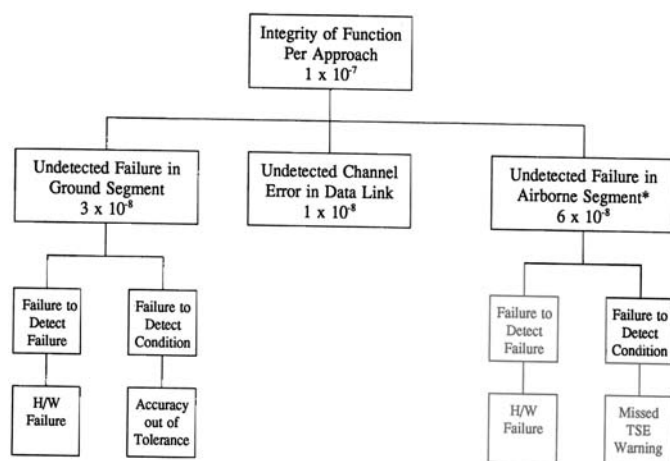 Integrity of Function
Per Approach
1 x 10⁻⁷
Undetected Failure in
Ground Segment
3 x 10⁻⁸
Undetected Channel
Error in Data Link
1 x 10⁻⁸
Undetected Failure in
Airborne Segment*
6 x 10⁻⁸
Failure to
Detect
Failure
Failure to
Detect
Condition
Failure to
Detect
Failure
Failure to
Detect
Condition
H/W
Failure
Accuracy
out of
Tolerance
H/W
Failure
Missed
TSE
Warning